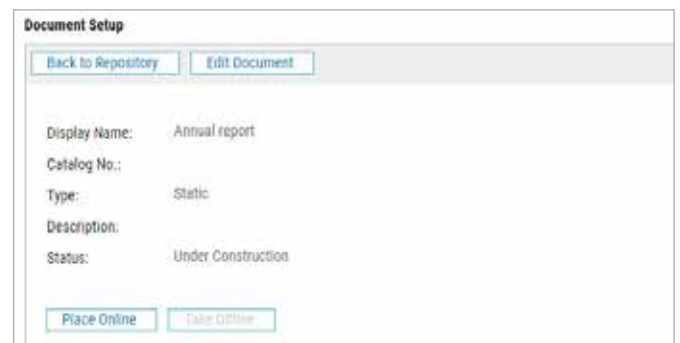 Document Setup
Back to Repository Edit Document
Display Name: Annual report
Catalog No.:
Type: Static
Description:
Status: Under Construction
Place Online Take Offline